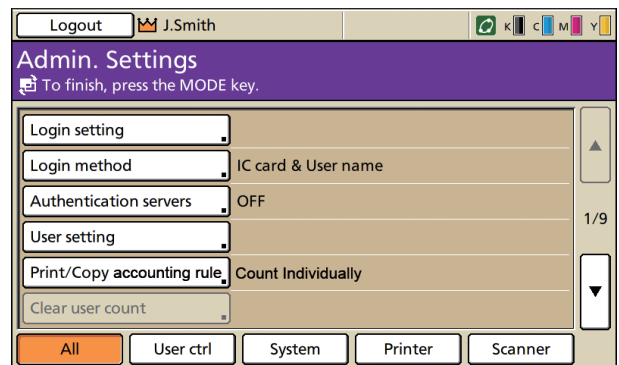 Logout J.Smith K C M Y
Admin. Settings
To finish, press the MODE key.
Login setting
Login method IC card & User name
Authentication servers OFF
1/9
User setting
Print/Copy accounting rule Count Individually
Clear user count
All User ctrl System Printer Scanner